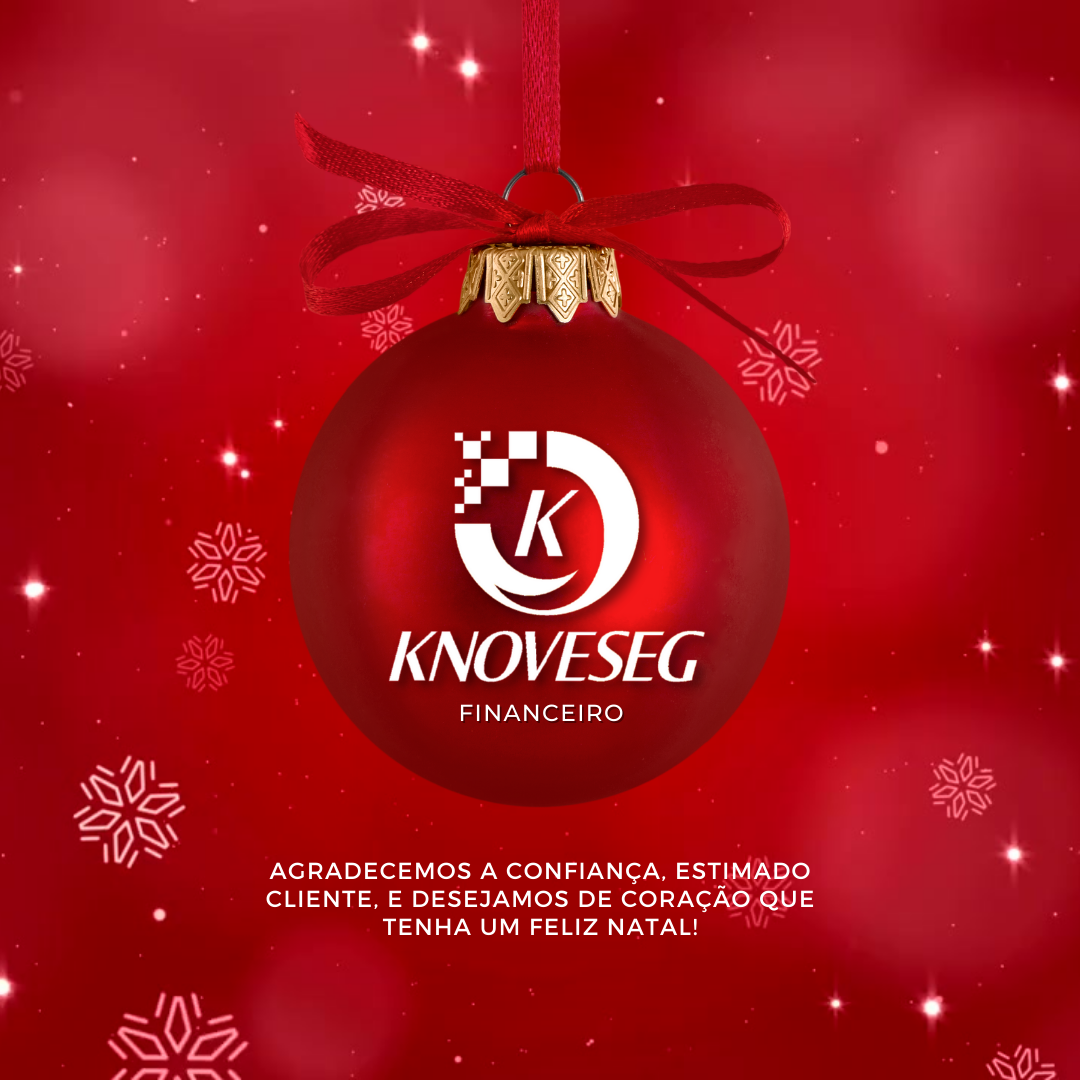 K
KNOVESEG
FINANCEIRO
AGRADECEMOS A CONFIANÇA, ESTIMADO
CLIENTE, E DESEJAMOS DE CORAÇÃO QUE
TENHA UM FELIZ NATAL!